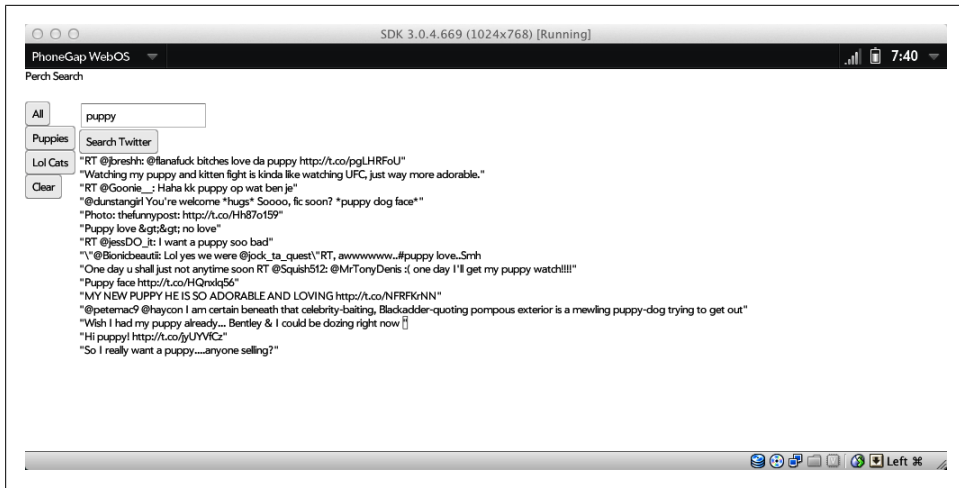 SDK 3.0.4.669 (1024x768) [Running]
PhoneGap WebOS
7:40
Perch Search
All
puppy
Puppies
Search Twitter
Lol Cats
Clear
"RT @jbreshh: @flanafuck bitches love da puppy http://t.co/pgLHRFoU"
"Watching my puppy and kitten fight is kinda like watching UFC, just way more adorable."
"RT @Goonie__: Haha kk puppy op wat ben je"
"@dunstangirl You're welcome *hugs* Soooo, fic soon? *puppy dog face*"
"Photo: thefunnypost: http://t.co/Hh87o159"
"Puppy love &gt;&gt; no love"
"RT @jessDO_it: I want a puppy soo bad"
"\"@Bionicbeautii: Lol yes we were @jock_ta_quest\"RT, awwwwww..#puppy love..Smh
"One day u shall just not anytime soon RT @Squish512: @MrTonyDenis :( one day I'll get my puppy watch!!!!"
"Puppy face http://t.co/HQnxlq56"
"MY NEW PUPPY HE IS SO ADORABLE AND LOVING http://t.co/NFRFKrNN"
"@petemac9 @haycon I am certain beneath that celebrity-baiting, Blackadder-quoting pompous exterior is a mewling puppy-dog trying to get out"
"Wish I had my puppy already... Bentley & I could be dozing right now "
"Hi puppy! http://t.co/jyUYVfCz"
"So I really want a puppy....anyone selling?"
Left ⌘